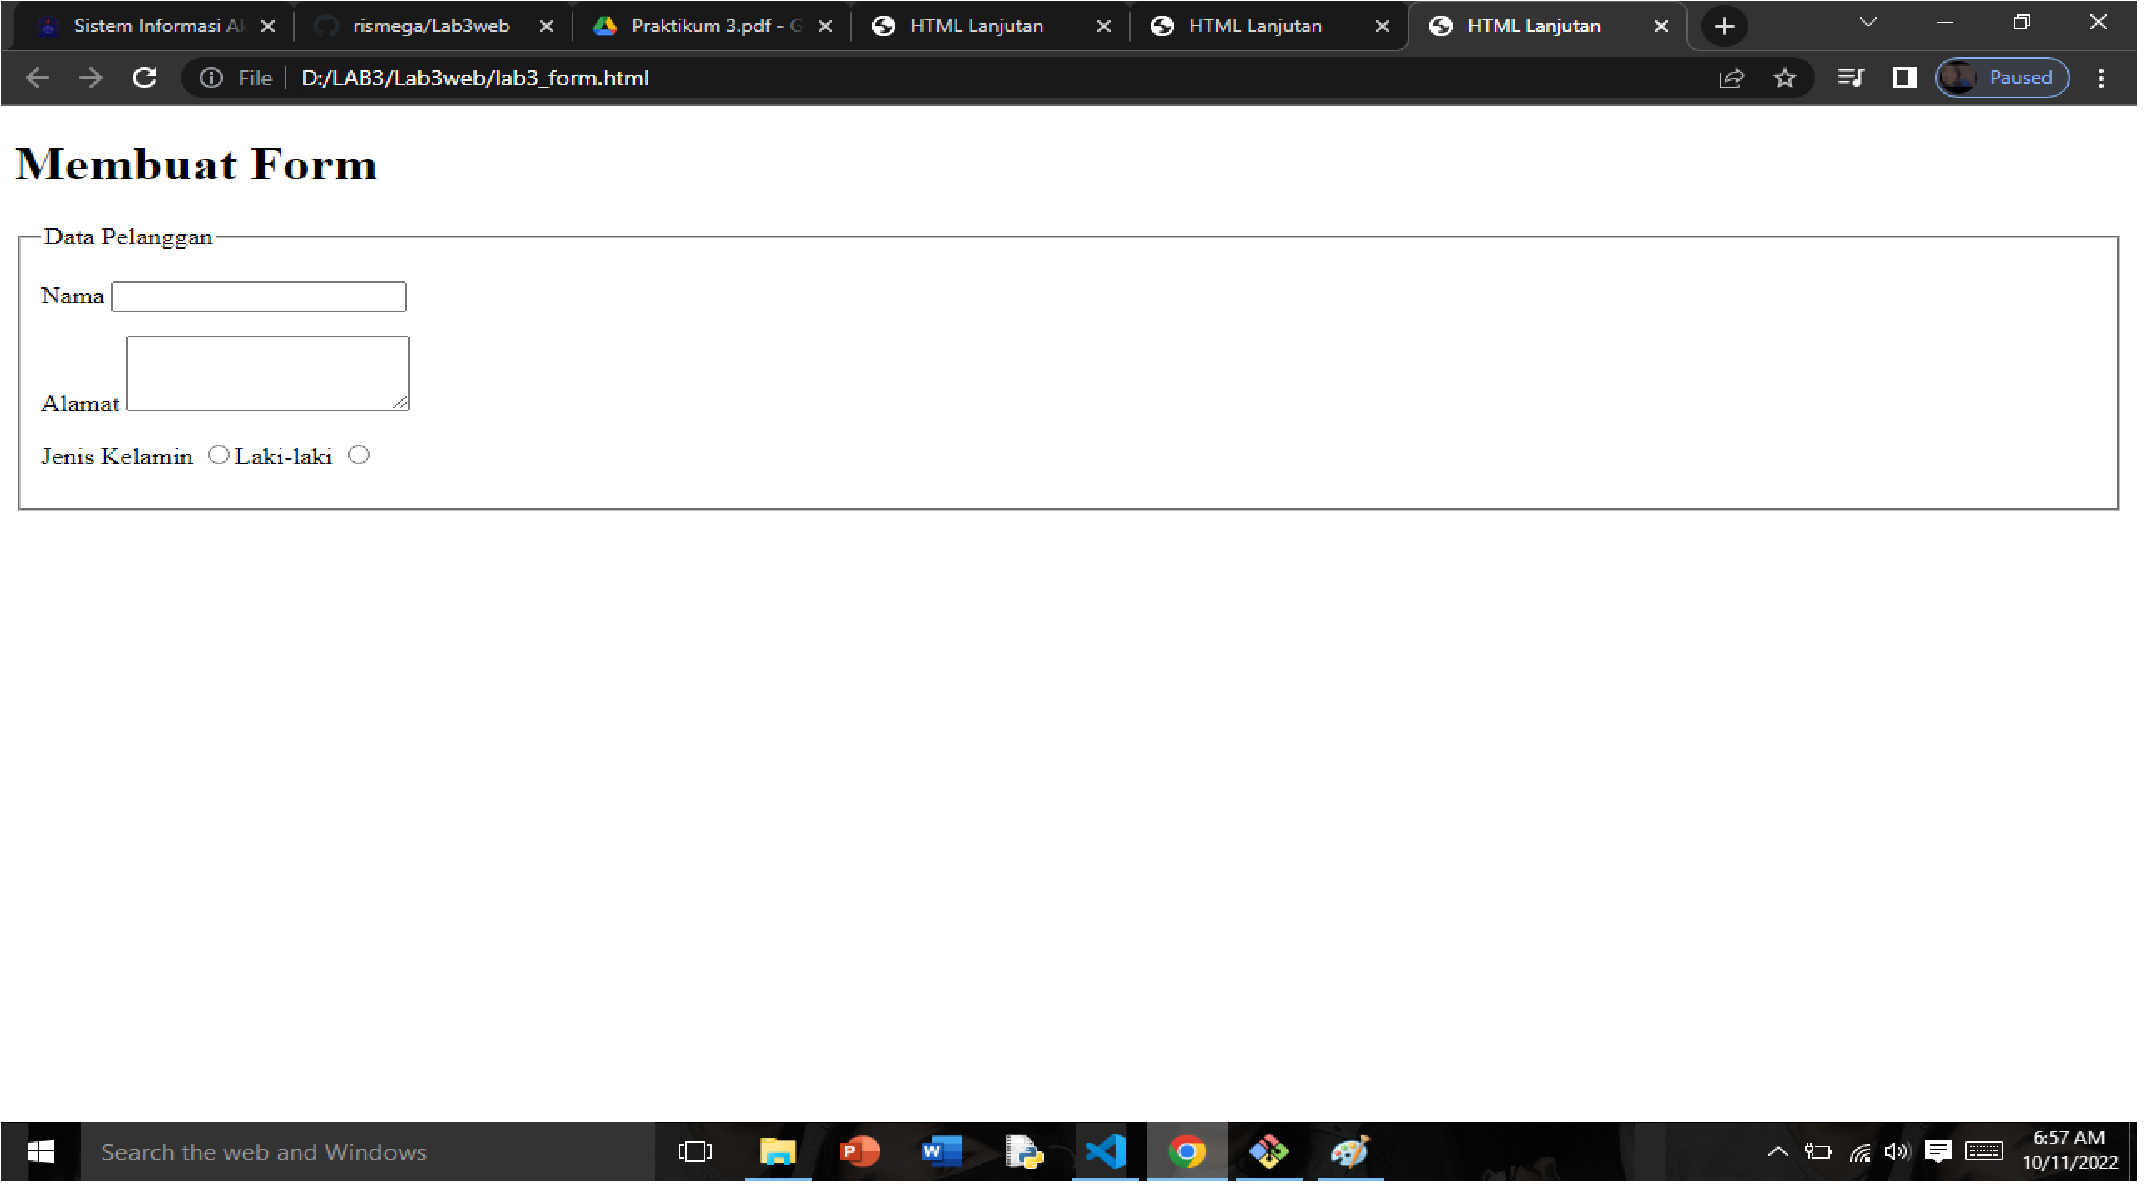 Sistem Informasi Ak
rismega/Lab3web
Praktikum 3.pdf - G
HTML Lanjutan
HTML Lanjutan
HTML Lanjutan
File
D:/LAB3/Lab3web/lab3_form.html
Paused
Membuat Form
Data Pelanggan
Nama
Alamat
Jenis Kelamin Laki-laki
Search the web and Windows
6:57 AM
10/11/2022